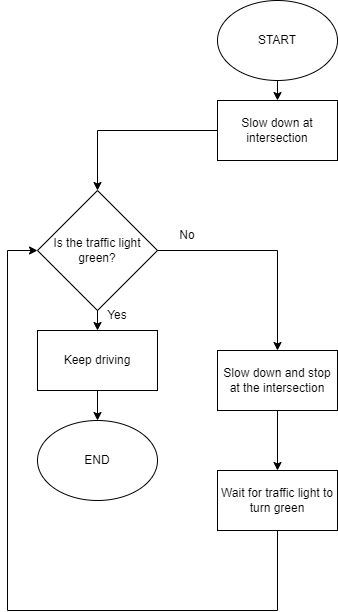 START
Slow down at
intersection
Is the traffic light
green?
No
Yes
Keep driving
Slow down and stop
at the intersection
END
Wait for traffic light to
turn green